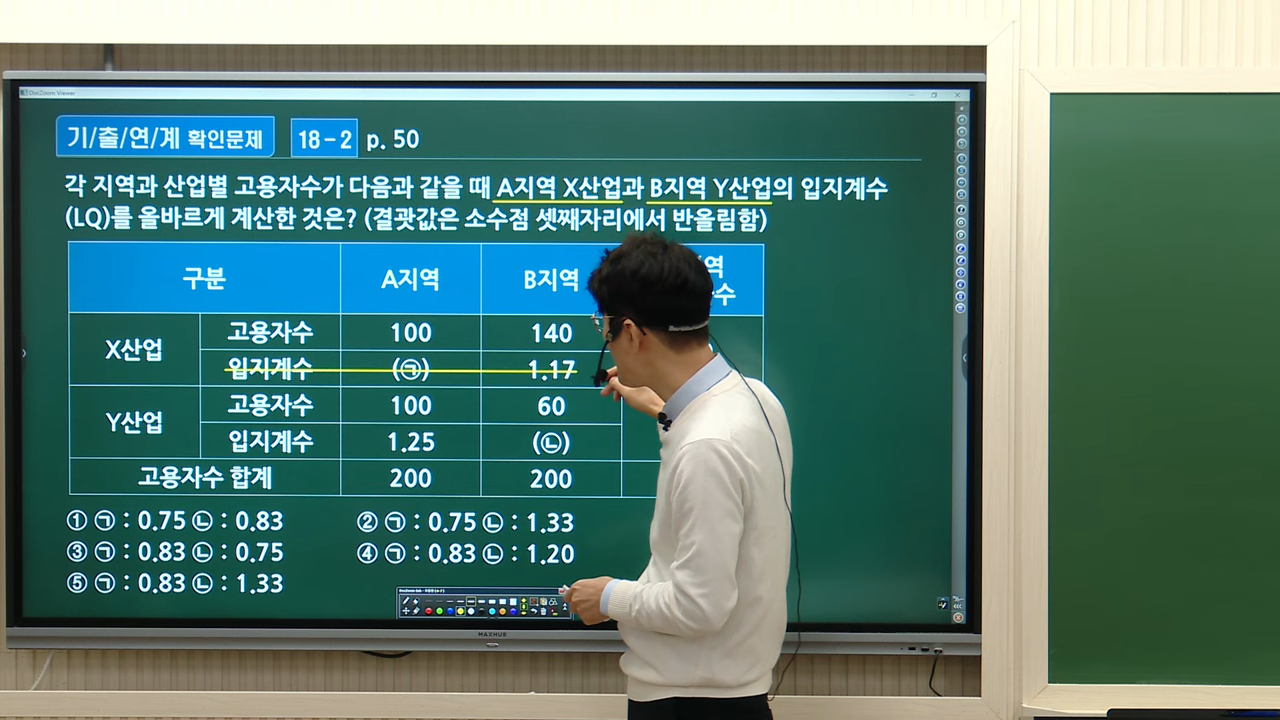 DocZoom Viewer
기/출/연/계 확인문제 18-2 p. 50
각 지역과 산업별 고용자수가 다음과 같을 때 A지역 X산업과 B지역 Y산업의 입지계수
(LQ)를 올바르게 계산한 것은? (결괏값은 소수점 셋째자리에서 반올림함)
구분 A지역 B지역 역
수
X산업 고용자수 100 140
입지계수 (㉠) 1.17
Y산업 고용자수 100 60
입지계수 1.25 (㉡)
고용자수 합계 200 200
① ㉠ : 0.75 ㉡ : 0.83 ② ㉠ : 0.75 ㉡ : 1.33
③ ㉠ : 0.83 ㉡ : 0.75 ④ ㉠ : 0.83 ㉡ : 1.20
⑤ ㉠ : 0.83 ㉡ : 1.33
MAXHUB